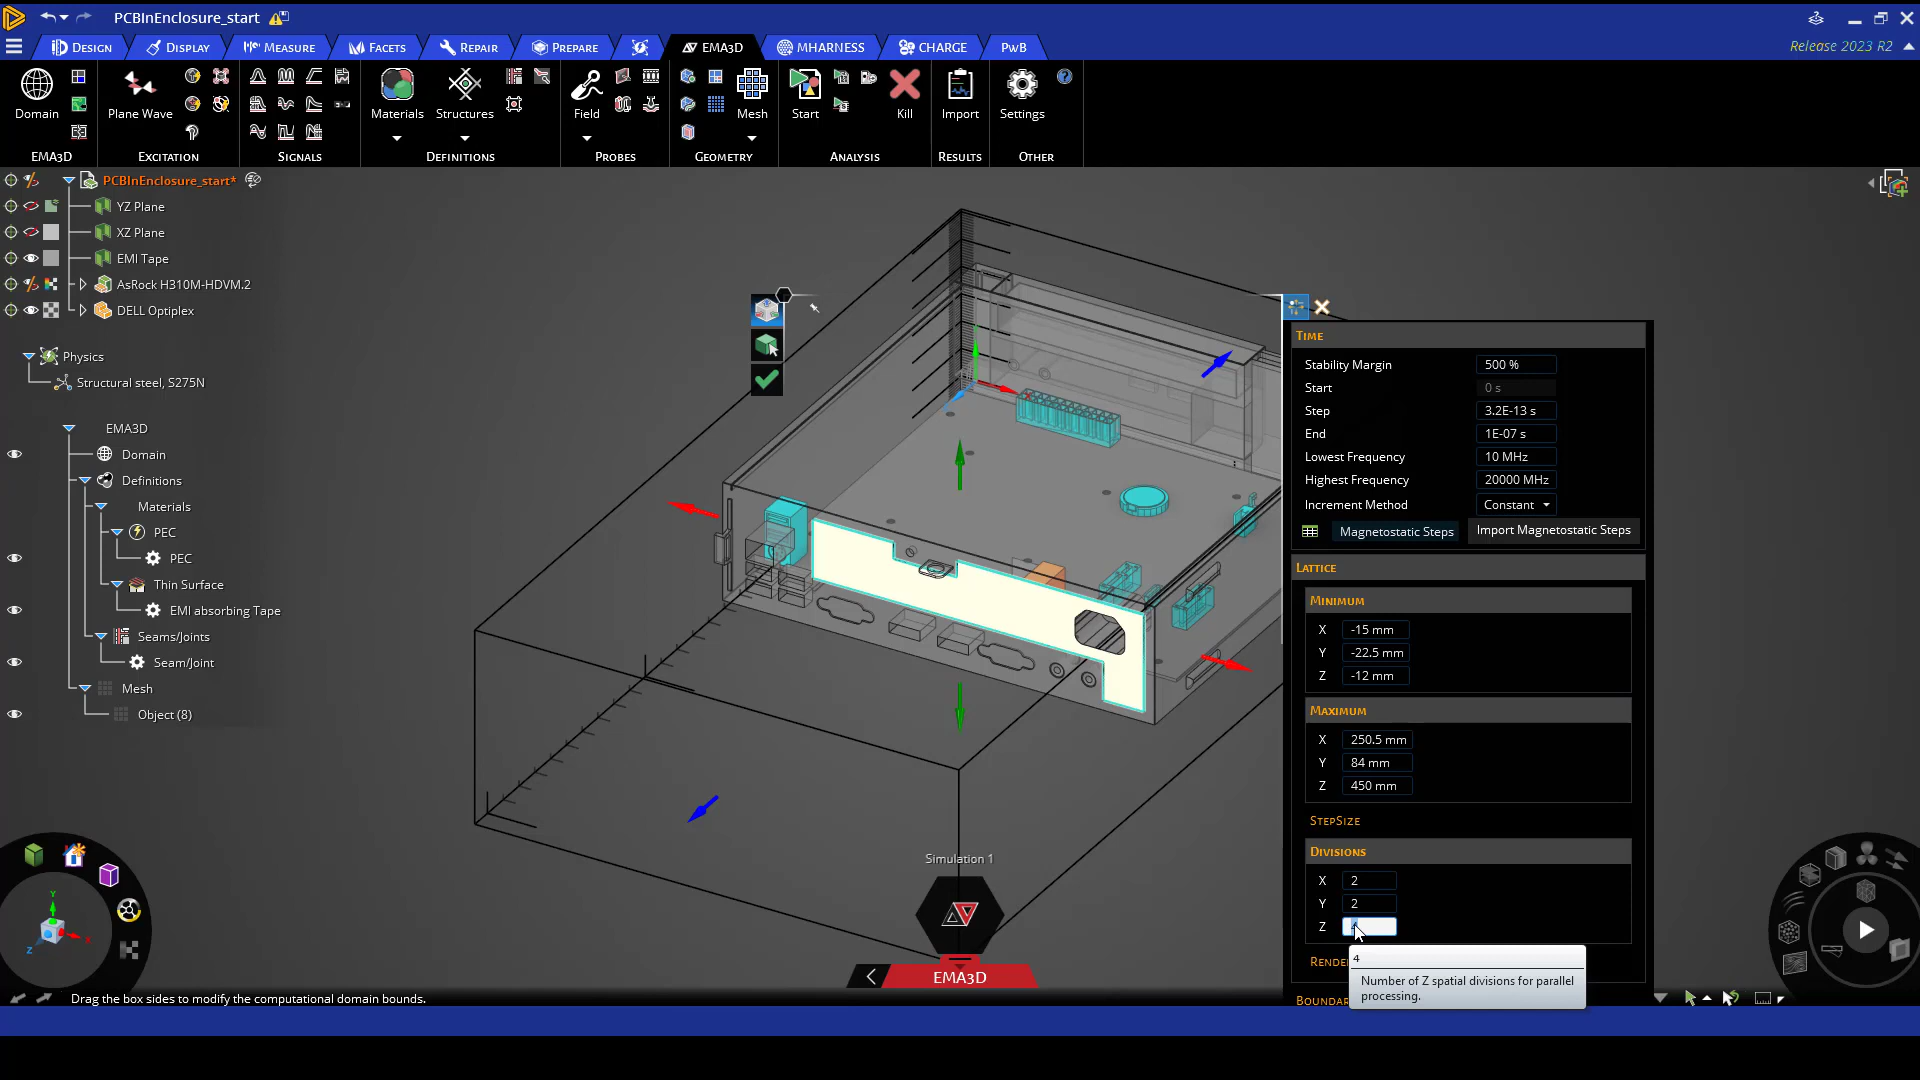 PCBInEnclosure_start
Design
Display
Measure
Facets
Repair
Prepare
EMA3D
MHARNESS
Charge
PWB
Release 2023 R2
Domain
Plane Wave
Materials
Structures
Field
Mesh
Start
Kill
Import
Settings
EMA3D
Excitation
Signals
Definitions
Probes
Geometry
Analysis
Results
Other
PCBInEnclosure_start*
YZ Plane
XZ Plane
EMI Tape
AsRock H310M-HDVM.2
DELL Optiplex
Physics
Structural steel, S275N
EMA3D
Domain
Definitions
Materials
PEC
PEC
Thin Surface
EMI absorbing Tape
Seams/Joints
Seam/Joint
Mesh
Object (8)
Time
Stability Margin 500 %
Start 0 s
Step 3.2E-13 s
End 1E-07 s
Lowest Frequency 10 MHz
Highest Frequency 20000 MHz
Increment Method Constant
Magnetostatic Steps Import Magnetostatic Steps
Lattice
Minimum
X -15 mm
Y -22.5 mm
Z -12 mm
Maximum
X 250.5 mm
Y 84 mm
Z 450 mm
StepSize
Divisions
X 2
Y 2
Z
4
Number of Z spatial divisions for parallel
processing.
Simulation 1
EMA3D
Y
X
Z
Drag the box sides to modify the computational domain bounds.